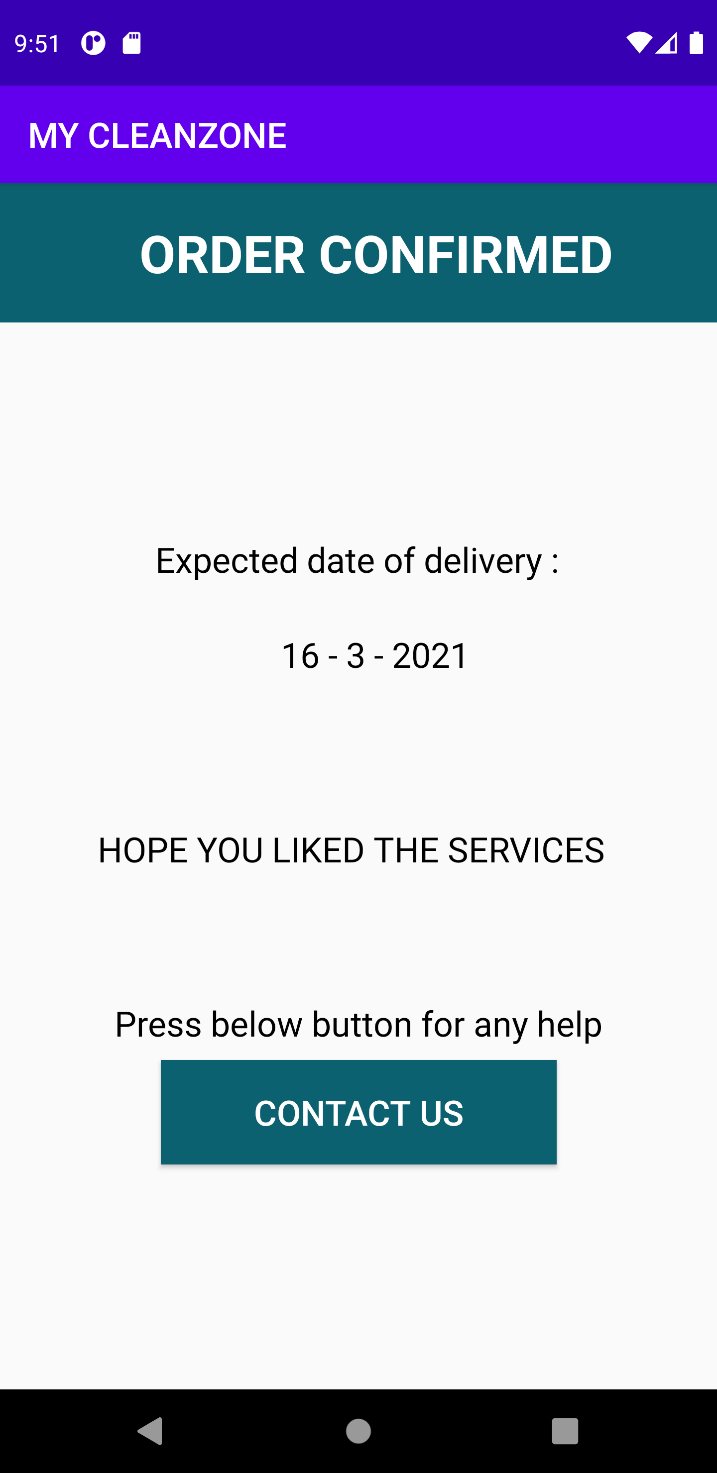 9:51
MY CLEANZONE
ORDER CONFIRMED
Expected date of delivery :
16 - 3 - 2021
HOPE YOU LIKED THE SERVICES
Press below button for any help
CONTACT US